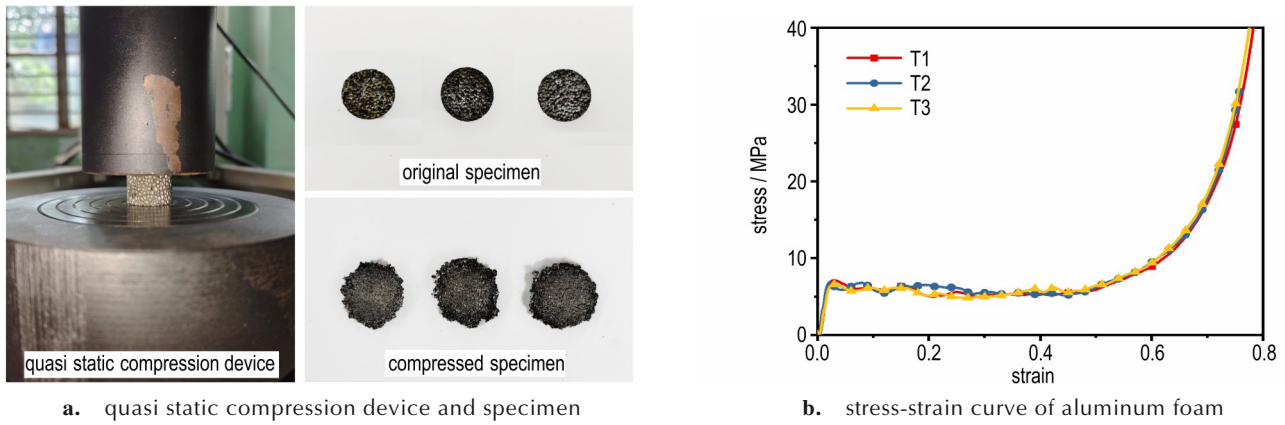 quasi static compression device
original specimen
compressed specimen
a. quasi static compression device and specimen
40
30
20
10
0
stress / MPa
T1
T2
T3
0.0
0.2
0.4
0.6
0.8
strain
b. stress-strain curve of aluminum foam